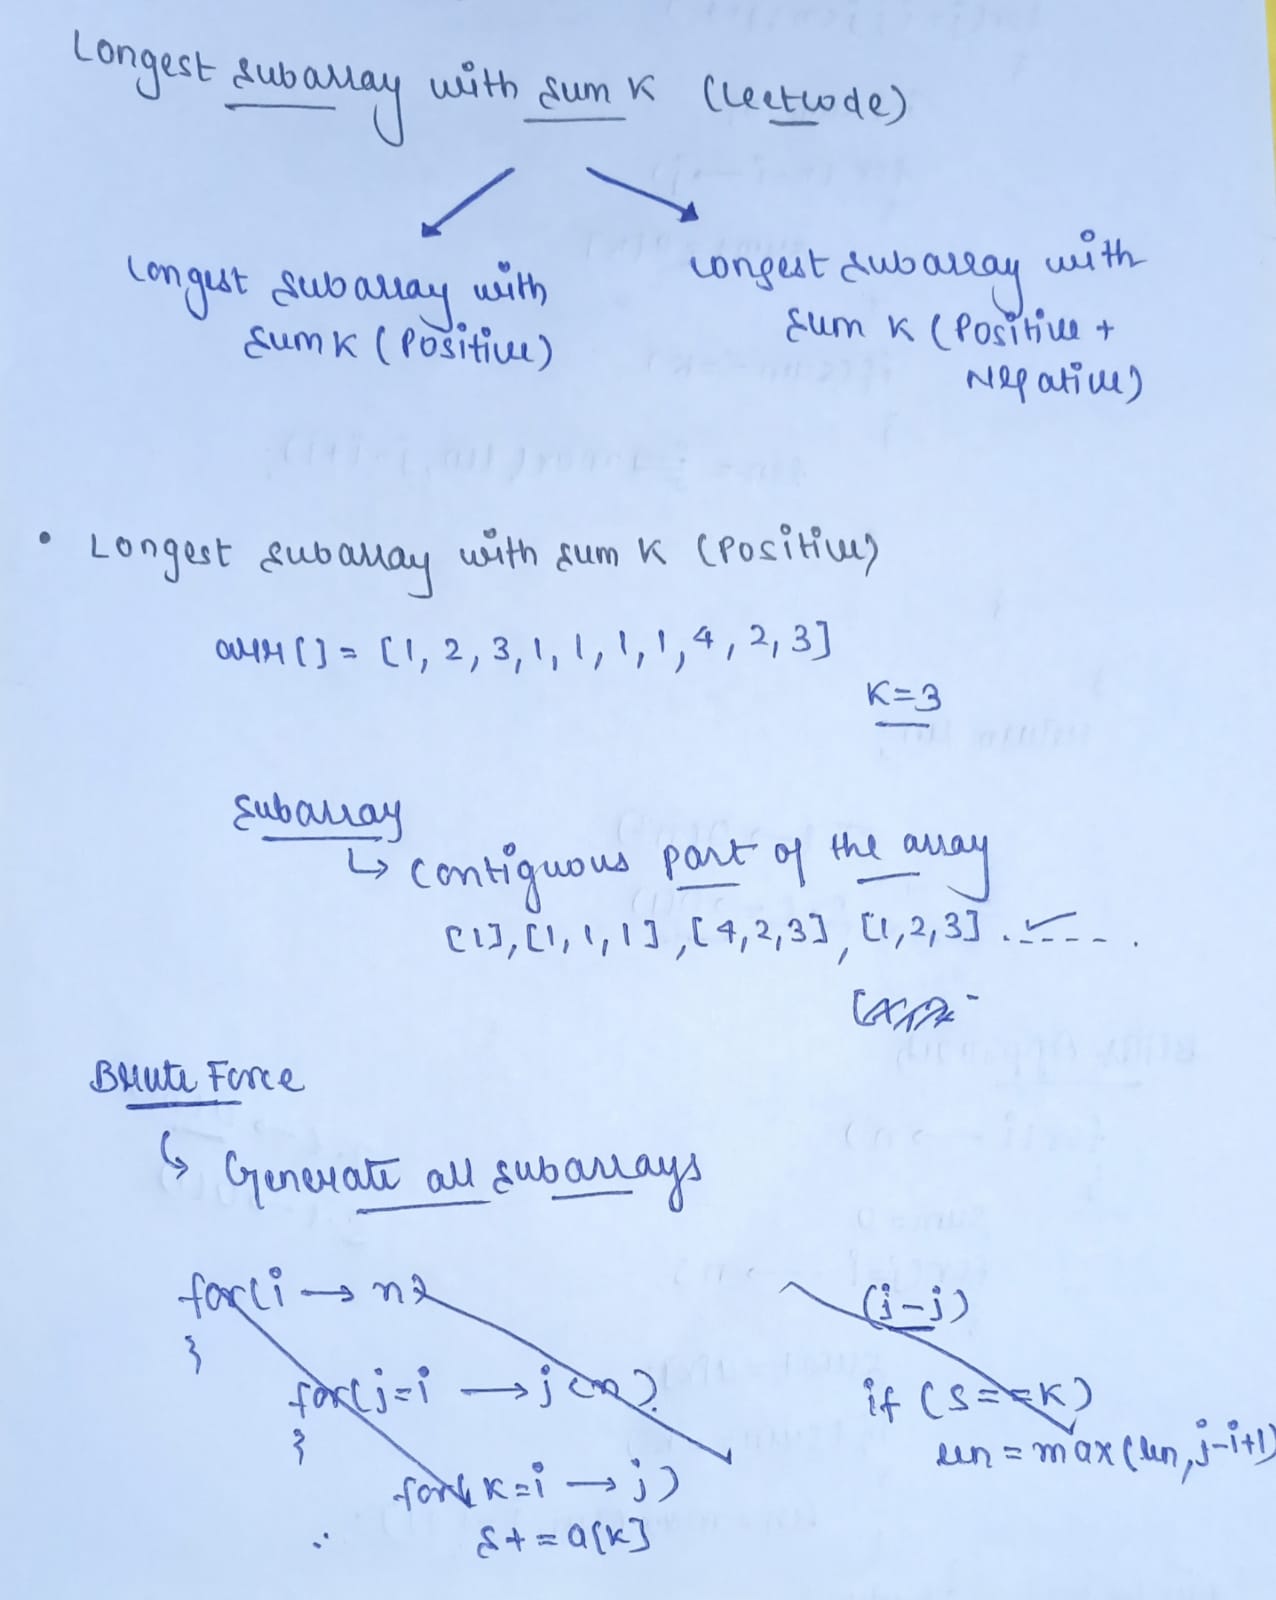 Longest subarray with sum K (leetcode)
Longest subarray with
sum K (Positive)
Longest subarray with
sum K (Positive +
Negative)
• Longest subarray with sum K (Positive)
arr[] = [1, 2, 3, 1, 1, 1, 1, 4, 2, 3]
K=3
subarray
↳ contiguous part of the array
[1], [1, 1, 1], [4, 2, 3], [1, 2, 3] . ----- .
Brute Force
↳ Generate all subarrays
for(i → n)
}
for(j=i → j<n)
}
for(K=i → j)
s+=a[K]
(i-j)
if (s==K)
len = max(len, j-i+1)